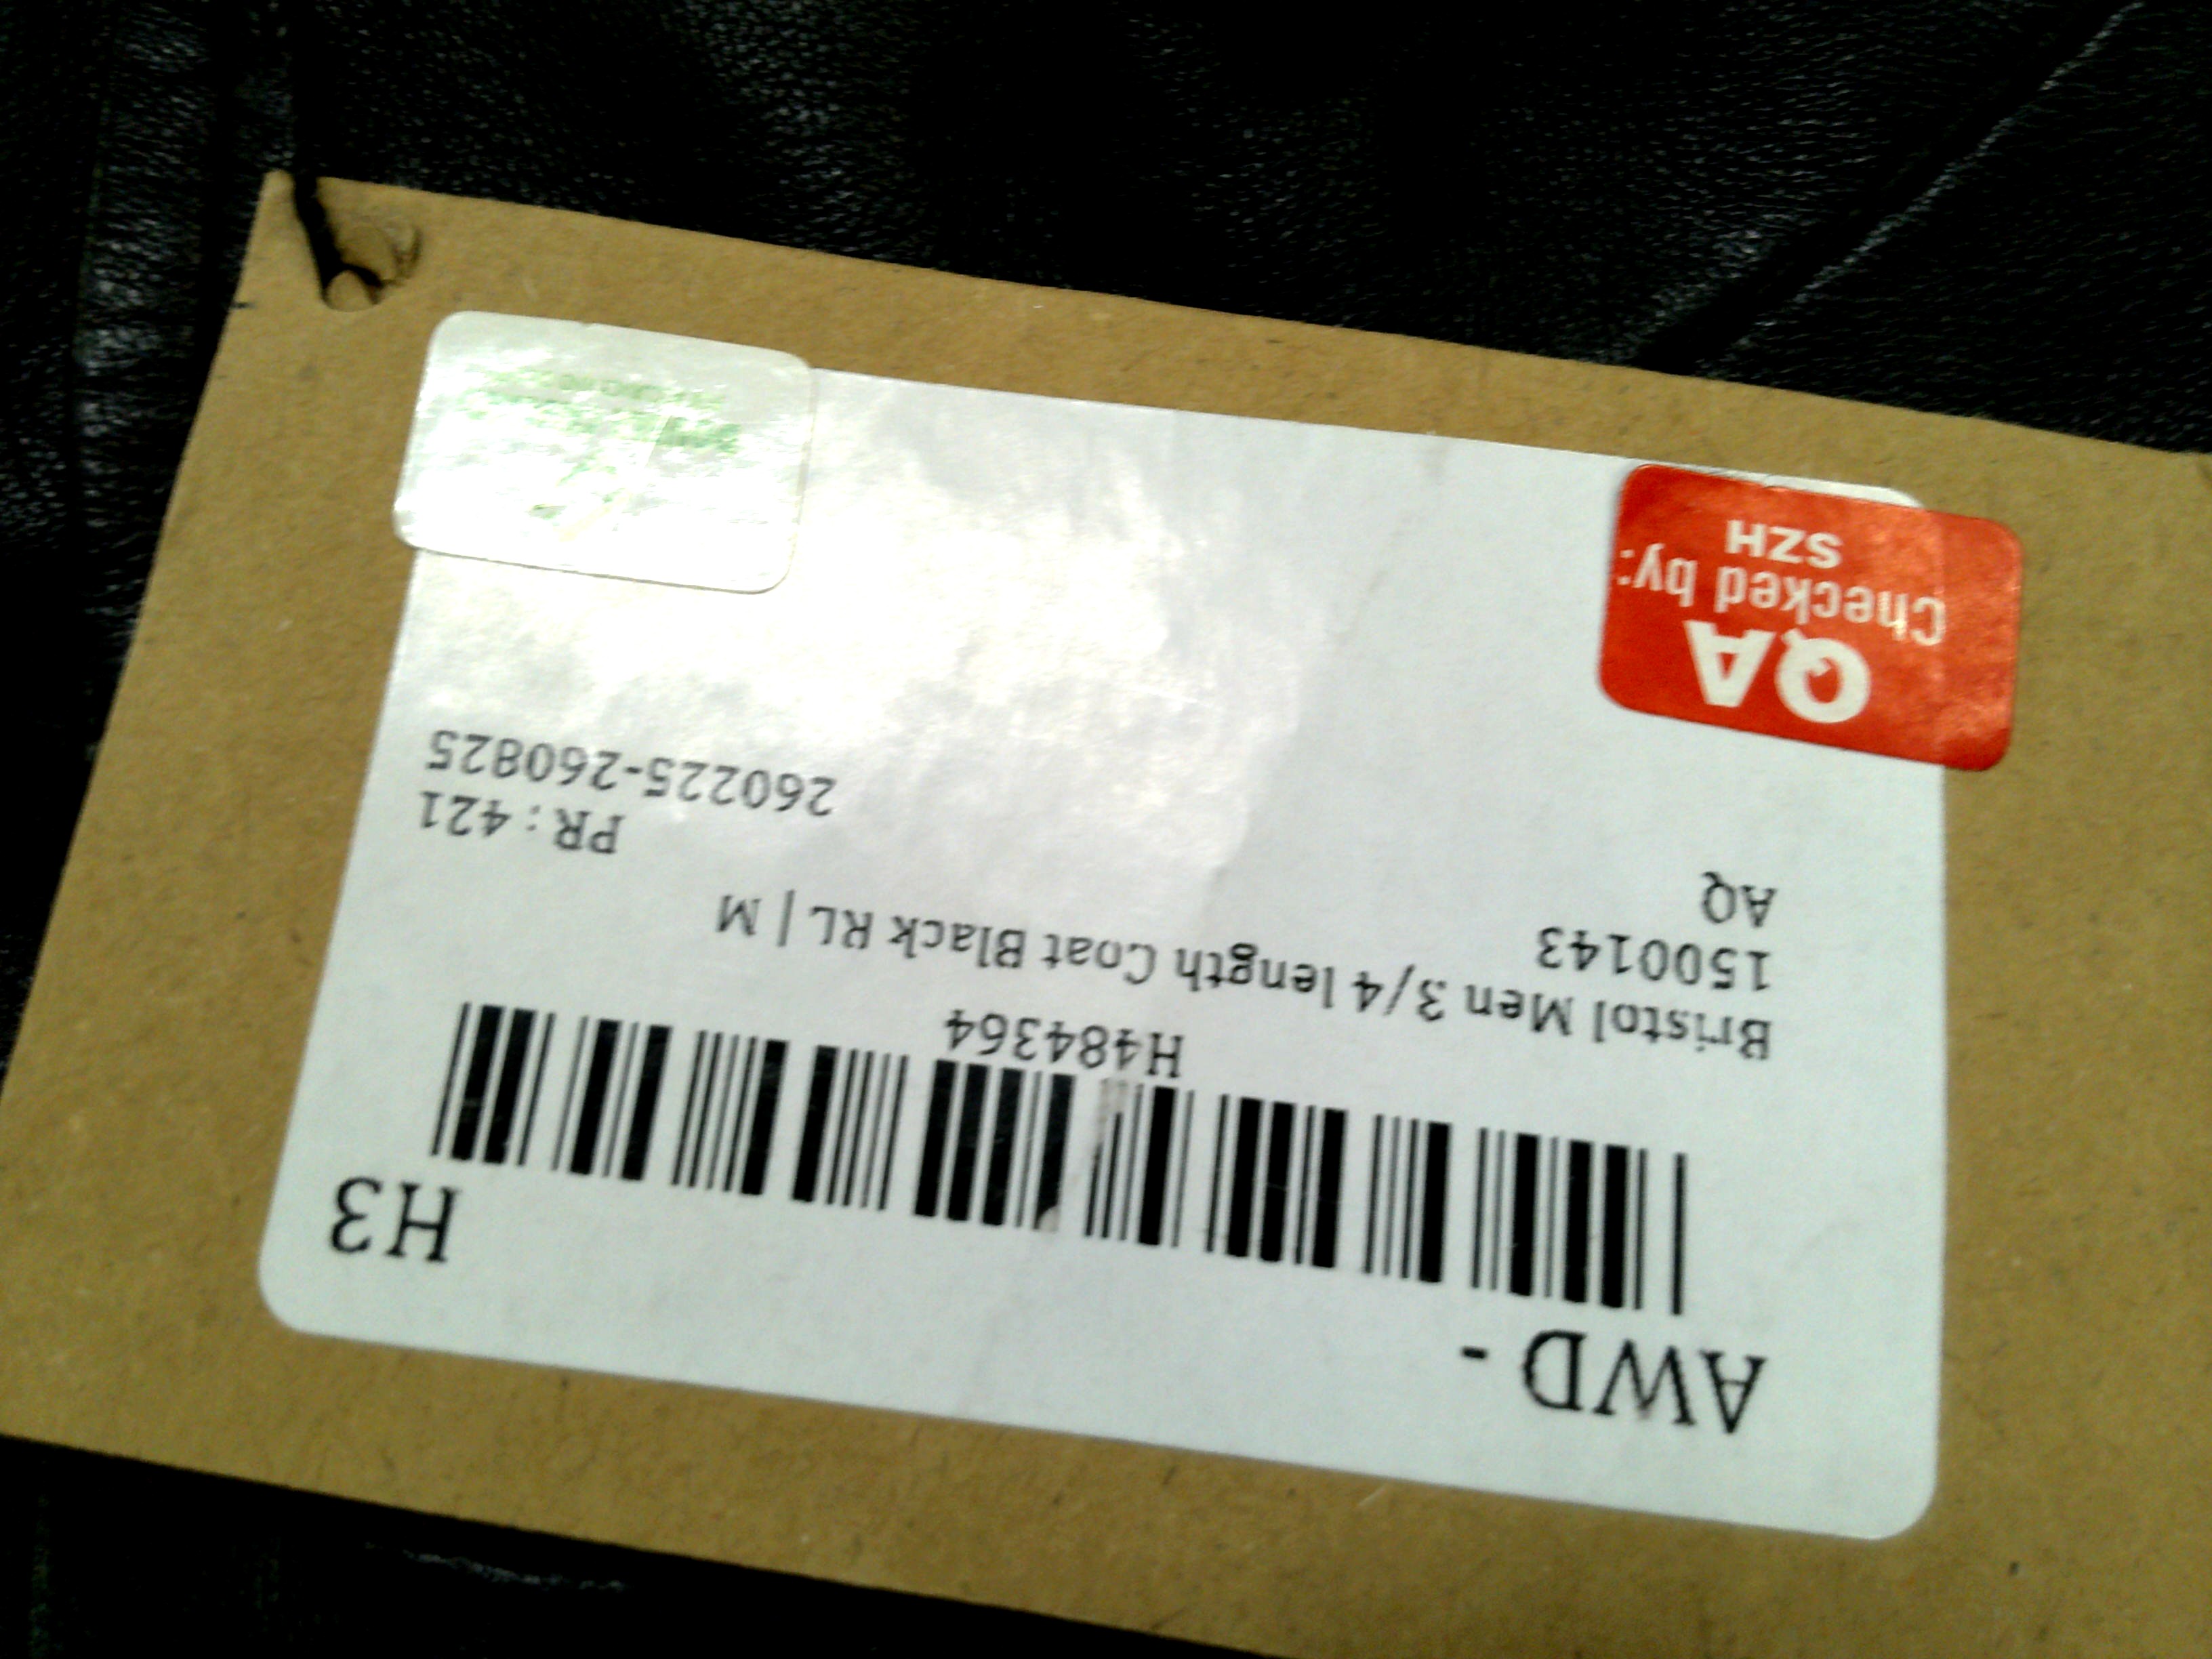 AWD -
H3
H484364
Bristol Men 3/4 length Coat Black RL | M
1500143
AQ
PR : 421
260225-260825
QA
Checked by:
SZH